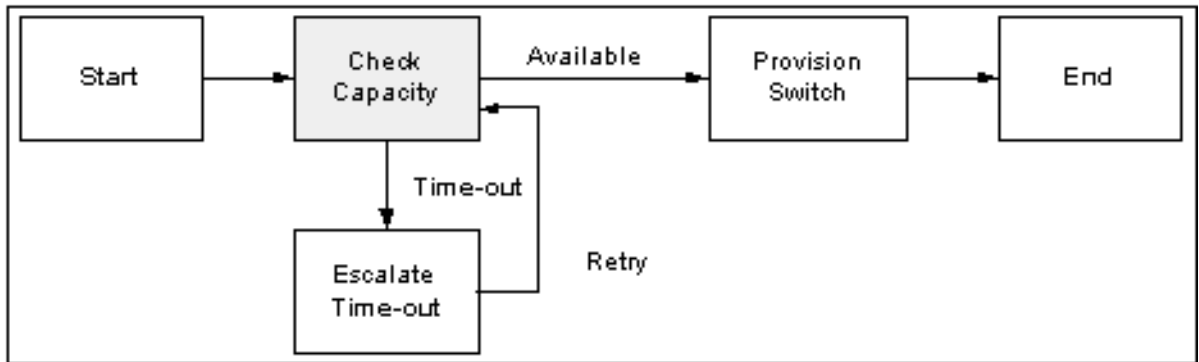 Start
Check
Capacity
Available
Provision
Switch
End
Time-out
Escalate
Time-out
Retry